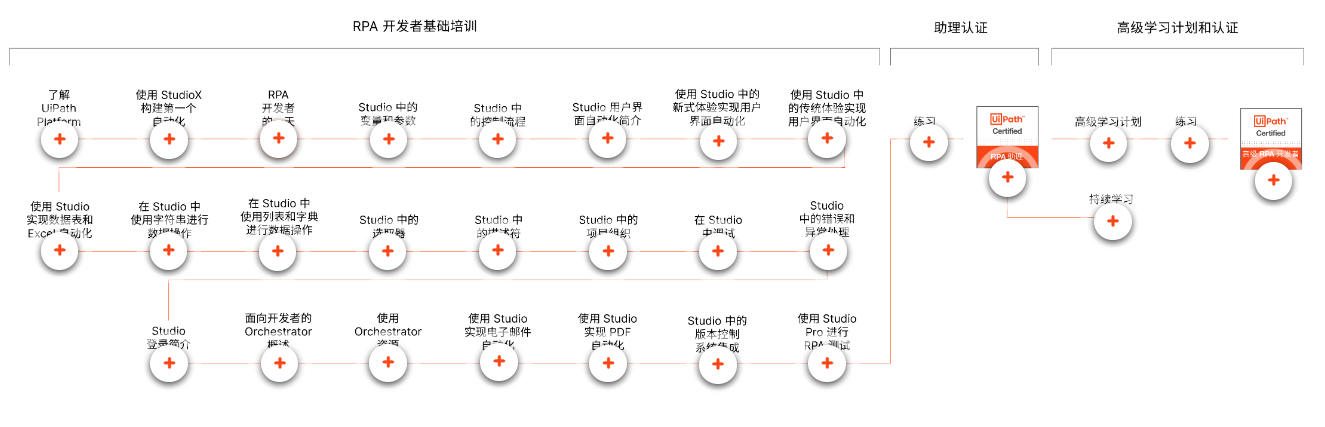 RPA 开发者基础培训
助理认证
高级学习计划和认证
了解
UiPath
Platform
使用 StudioX
构建第一个
自动化
RPA
开发者
的一天
Studio 中的
变量和参数
Studio 中
的控制流程
Studio 用户界
面自动化简介
使用 Studio 中的
新式体验实现用户
界面自动化
使用 Studio 中
的传统体验实现
用户界面自动化
练习
UiPath
Certified
RPA 助理
高级学习计划
练习
UiPath
Certified
高级 RPA 开发者
持续学习
使用 Studio
实现数据表和
Excel 自动化
在 Studio 中
使用字符串进行
数据操作
在 Studio 中
使用列表和字典
进行数据操作
Studio 中的
选取器
Studio 中
的描述符
Studio 中的
项目组织
在 Studio
中调试
Studio
中的错误和
异常处理
Studio
登录简介
面向开发者的
Orchestrator
概述
使用
Orchestrator
资源
使用 Studio
实现电子邮件
自动化
使用 Studio
实现 PDF
自动化
Studio 中的
版本控制
系统集成
使用 Studio
Pro 进行
RPA 测试